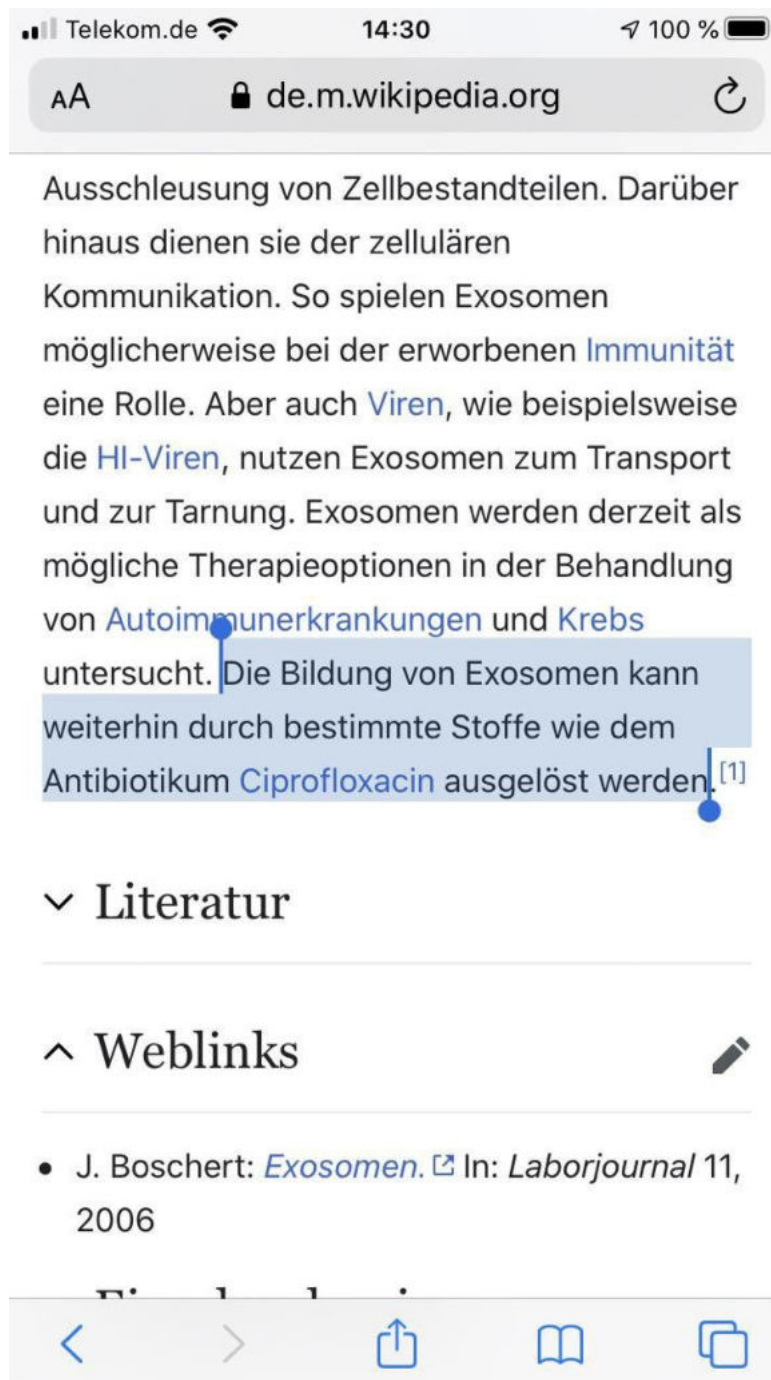 Telekom.de 14:30 100 %
AA de.m.wikipedia.org
Ausschleusung von Zellbestandteilen. Darüber
hinaus dienen sie der zellulären
Kommunikation. So spielen Exosomen
möglicherweise bei der erworbenen Immunität
eine Rolle. Aber auch Viren, wie beispielsweise
die HI-Viren, nutzen Exosomen zum Transport
und zur Tarnung. Exosomen werden derzeit als
mögliche Therapieoptionen in der Behandlung
von Autoimmunerkrankungen und Krebs
untersucht. Die Bildung von Exosomen kann
weiterhin durch bestimmte Stoffe wie dem
Antibiotikum Ciprofloxacin ausgelöst werden.[1]
Literatur
Weblinks
• J. Boschert: Exosomen. In: Laborjournal 11,
2006